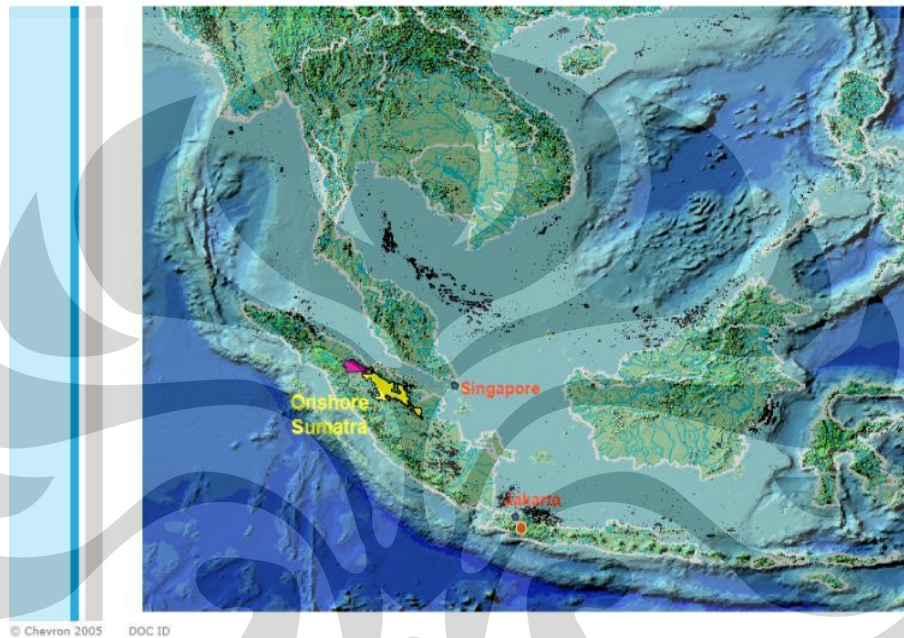 Singapore
Onshore
Sumatra
Jakarta
© Chevron 2005 DOC ID